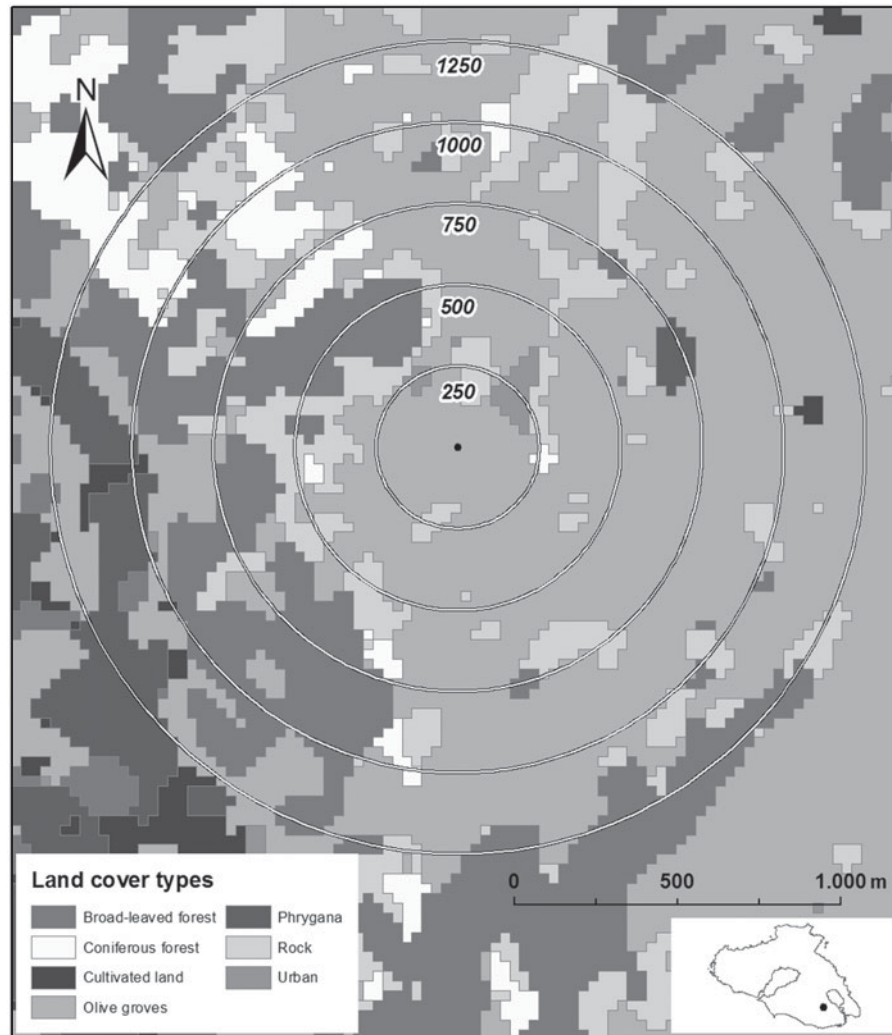 N
1250
1000
750
500
250
Land cover types
Broad-leaved forest
Coniferous forest
Cultivated land
Olive groves
Phrygana
Rock
Urban
0 500 1.000 m